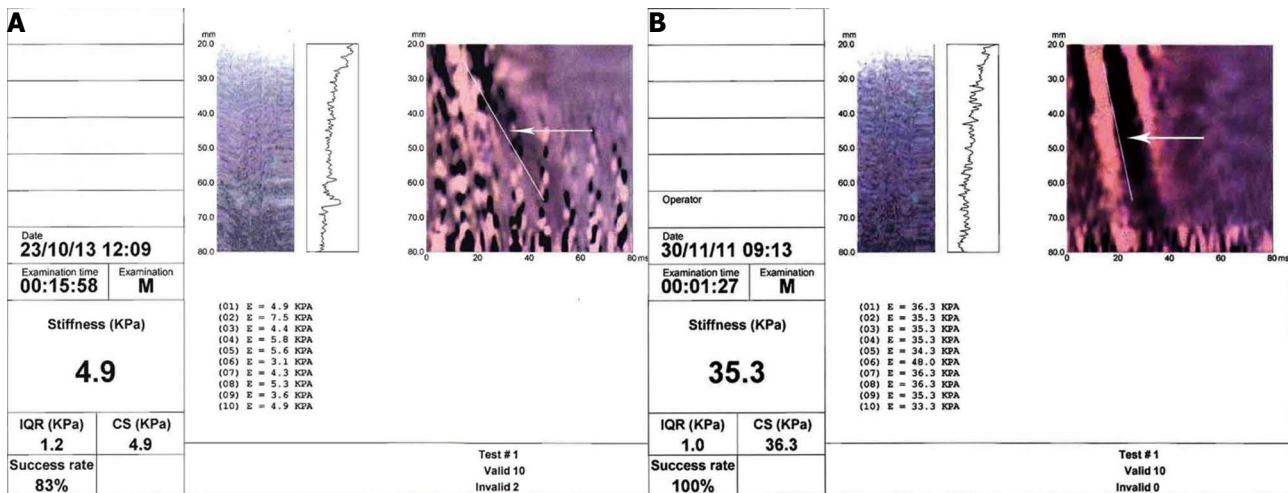 A
mm
20.0
30.0
40.0
50.0
60.0
70.0
80.0
mm
20.0
30.0
40.0
50.0
60.0
70.0
80.0
0 20 40 60 80 ms
Date
23/10/13 12:09
Examination time
00:15:58
Examination
M
Stiffness (KPa)
4.9
IQR (KPa)
1.2
CS (KPa)
4.9
Success rate
83%
(01) E = 4.9 KPA
(02) E = 7.5 KPA
(03) E = 4.4 KPA
(04) E = 5.8 KPA
(05) E = 5.6 KPA
(06) E = 3.1 KPA
(07) E = 4.3 KPA
(08) E = 5.3 KPA
(09) E = 3.6 KPA
(10) E = 4.9 KPA
Test # 1
Valid 10
Invalid 2
B
mm
20.0
30.0
40.0
50.0
60.0
70.0
80.0
mm
20.0
30.0
40.0
50.0
60.0
70.0
80.0
0 20 40 60 80 ms
Operator
Date
30/11/11 09:13
Examination time
00:01:27
Examination
M
Stiffness (KPa)
35.3
IQR (KPa)
1.0
CS (KPa)
36.3
Success rate
100%
(01) E = 36.3 KPA
(02) E = 35.3 KPA
(03) E = 35.3 KPA
(04) E = 35.3 KPA
(05) E = 34.3 KPA
(06) E = 48.0 KPA
(07) E = 36.3 KPA
(08) E = 36.3 KPA
(09) E = 35.3 KPA
(10) E = 33.3 KPA
Test # 1
Valid 10
Invalid 0